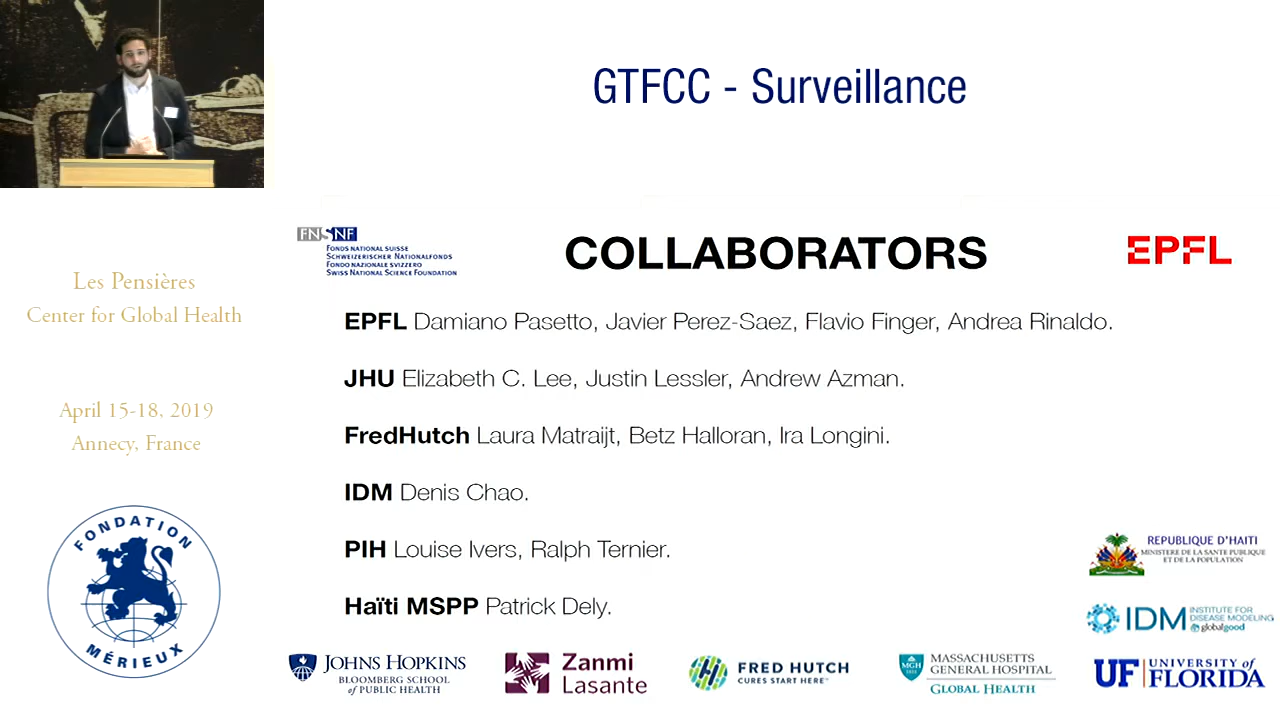 GTFCC - Surveillance
FNSNF
FONDS NATIONAL SUISSE
SCHWEIZERISCHER NATIONALFONDS
FONDO NAZIONALE SVIZZERO
SWISS NATIONAL SCIENCE FOUNDATION
COLLABORATORS
EPFL
Les Pensières
Center for Global Health
April 15-18, 2019
Annecy, France
FONDATION
MÉRIEUX
EPFL Damiano Pasetto, Javier Perez-Saez, Flavio Finger, Andrea Rinaldo.
JHU Elizabeth C. Lee, Justin Lessler, Andrew Azman.
FredHutch Laura Matraijt, Betz Halloran, Ira Longini.
IDM Denis Chao.
PIH Louise Ivers, Ralph Ternier.
Haïti MSPP Patrick Dely.
REPUBLIQUE D'HAITI
MINISTERE DE LA SANTE PUBLIQUE
ET DE LA POPULATION
IDM INSTITUTE FOR
DISEASE MODELING
globalgood
JOHNS HOPKINS
BLOOMBERG SCHOOL
of PUBLIC HEALTH
Zanmi
Lasante
FRED HUTCH
CURES START HERE™
MGH
1811
MASSACHUSETTS
GENERAL HOSPITAL
GLOBAL HEALTH
UF UNIVERSITY of
FLORIDA